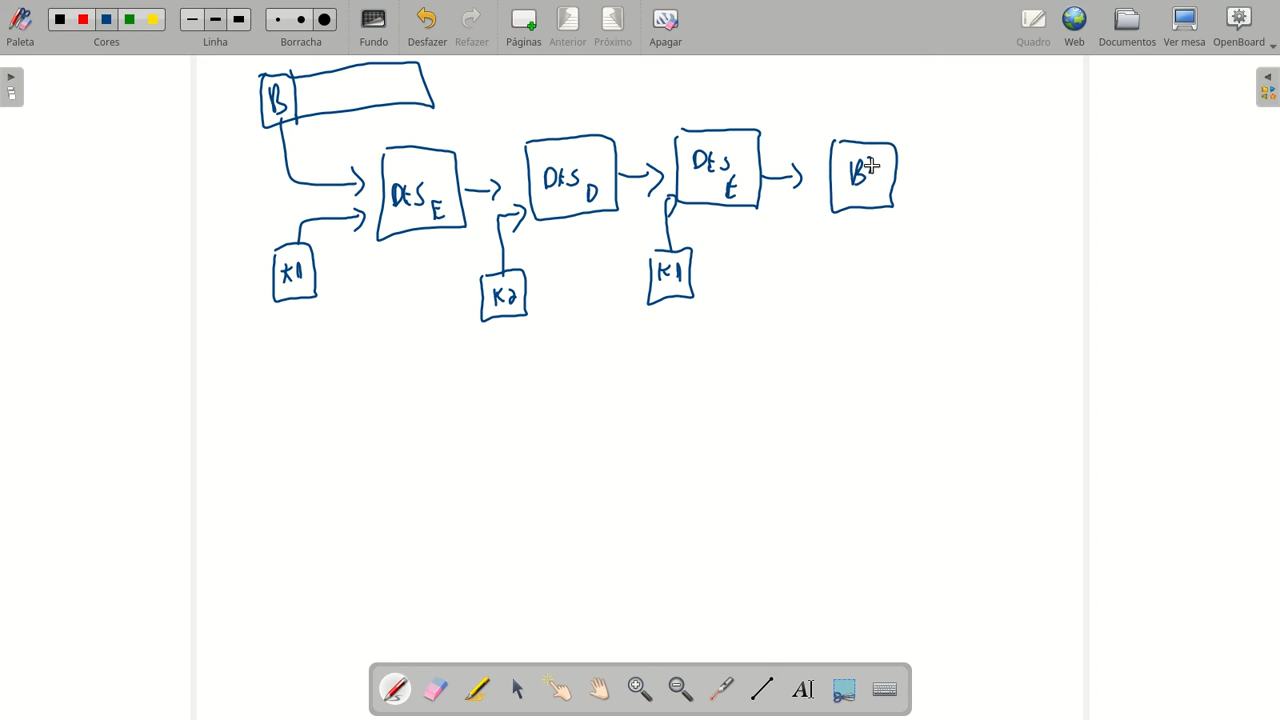 Paleta
Cores
Linha
Borracha
Fundo
Desfazer
Refazer
Páginas
Anterior
Próximo
Apagar
Quadro
Web
Documentos
Ver mesa
OpenBoard
B
DES E
DES D
DES E
B
K1
K2
K1